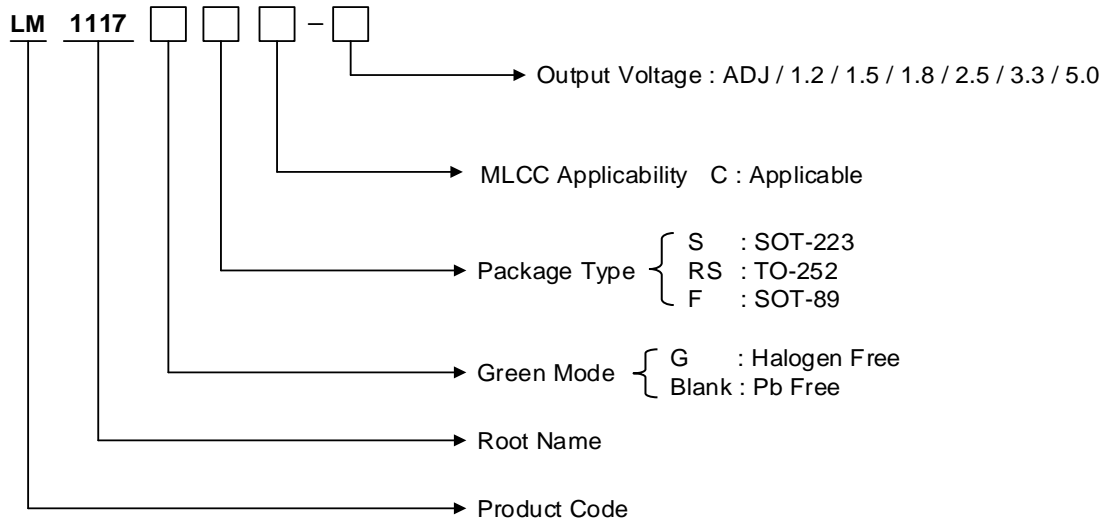 LM 1117 –
Output Voltage : ADJ / 1.2 / 1.5 / 1.8 / 2.5 / 3.3 / 5.0
MLCC Applicability C : Applicable
Package Type
S : SOT-223
RS : TO-252
F : SOT-89
Green Mode
G : Halogen Free
Blank : Pb Free
Root Name
Product Code